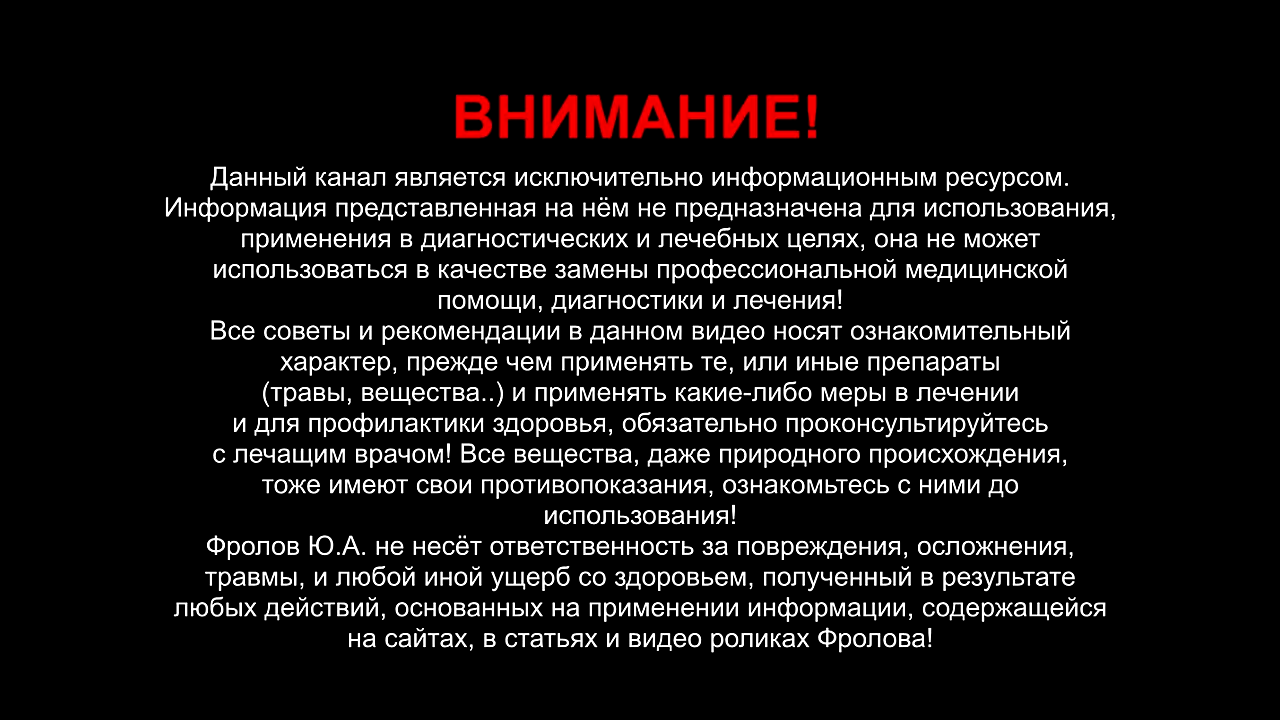 ВНИМАНИЕ!
Данный канал является исключительно информационным ресурсом.
Информация представленная на нём не предназначена для использования,
применения в диагностических и лечебных целях, она не может
использоваться в качестве замены профессиональной медицинской
помощи, диагностики и лечения!
Все советы и рекомендации в данном видео носят ознакомительный
характер, прежде чем применять те, или иные препараты
(травы, вещества..) и применять какие-либо меры в лечении
и для профилактики здоровья, обязательно проконсультируйтесь
с лечащим врачом! Все вещества, даже природного происхождения,
тоже имеют свои противопоказания, ознакомьтесь с ними до
использования!
Фролов Ю.А. не несёт ответственность за повреждения, осложнения,
травмы, и любой иной ущерб со здоровьем, полученный в результате
любых действий, основанных на применении информации, содержащейся
на сайтах, в статьях и видео роликах Фролова!